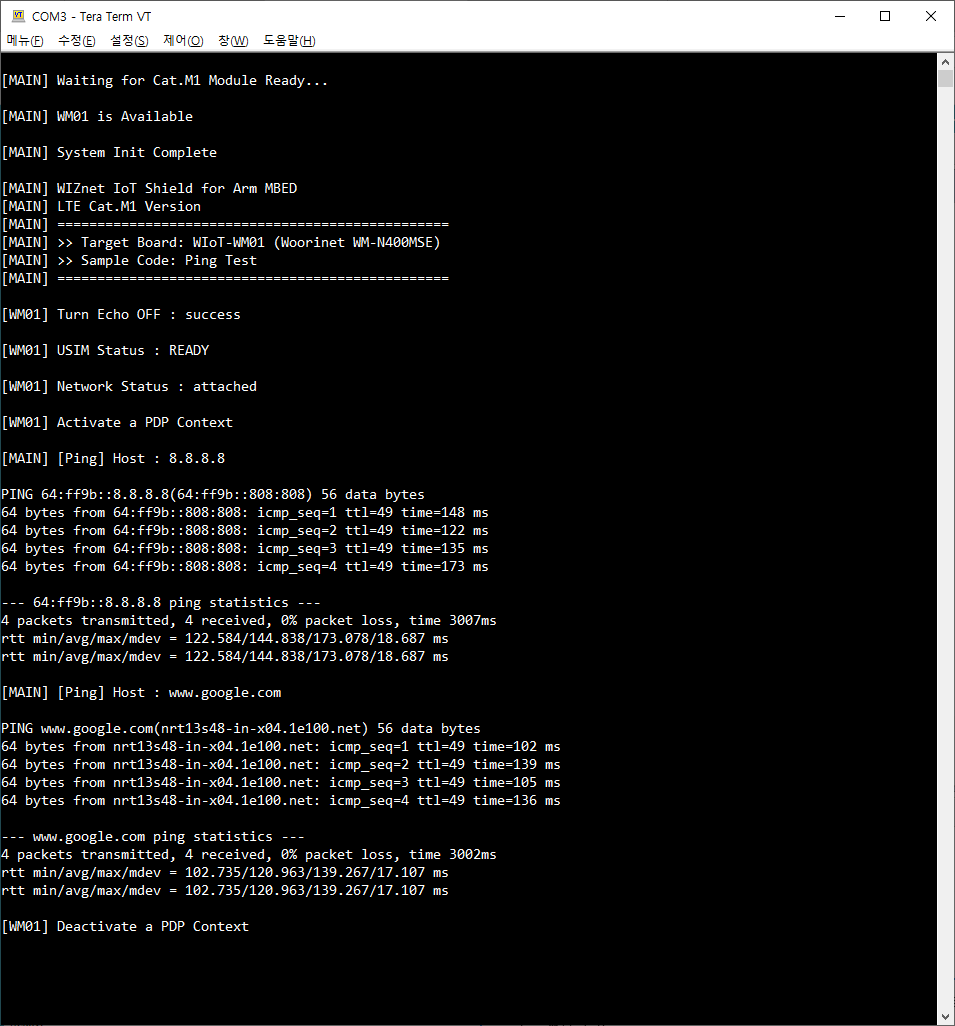 COM3 - Tera Term VT
메뉴(F) 수정(E) 설정(S) 제어(O) 창(W) 도움말(H)
[MAIN] Waiting for Cat.M1 Module Ready...
[MAIN] WM01 is Available
[MAIN] System Init Complete
[MAIN] WIZnet IoT Shield for Arm MBED
[MAIN] LTE Cat.M1 Version
[MAIN] =================================================
[MAIN] >> Target Board: WIoT-WM01 (Woorinet WM-N400MSE)
[MAIN] >> Sample Code: Ping Test
[MAIN] =================================================
[WM01] Turn Echo OFF : success
[WM01] USIM Status : READY
[WM01] Network Status : attached
[WM01] Activate a PDP Context
[MAIN] [Ping] Host : 8.8.8.8
PING 64:ff9b::8.8.8.8(64:ff9b::808:808) 56 data bytes
64 bytes from 64:ff9b::808:808: icmp_seq=1 ttl=49 time=148 ms
64 bytes from 64:ff9b::808:808: icmp_seq=2 ttl=49 time=122 ms
64 bytes from 64:ff9b::808:808: icmp_seq=3 ttl=49 time=135 ms
64 bytes from 64:ff9b::808:808: icmp_seq=4 ttl=49 time=173 ms
--- 64:ff9b::8.8.8.8 ping statistics ---
4 packets transmitted, 4 received, 0% packet loss, time 3007ms
rtt min/avg/max/mdev = 122.584/144.838/173.078/18.687 ms
rtt min/avg/max/mdev = 122.584/144.838/173.078/18.687 ms
[MAIN] [Ping] Host : www.google.com
PING www.google.com(nrt13s48-in-x04.1e100.net) 56 data bytes
64 bytes from nrt13s48-in-x04.1e100.net: icmp_seq=1 ttl=49 time=102 ms
64 bytes from nrt13s48-in-x04.1e100.net: icmp_seq=2 ttl=49 time=139 ms
64 bytes from nrt13s48-in-x04.1e100.net: icmp_seq=3 ttl=49 time=105 ms
64 bytes from nrt13s48-in-x04.1e100.net: icmp_seq=4 ttl=49 time=136 ms
--- www.google.com ping statistics ---
4 packets transmitted, 4 received, 0% packet loss, time 3002ms
rtt min/avg/max/mdev = 102.735/120.963/139.267/17.107 ms
rtt min/avg/max/mdev = 102.735/120.963/139.267/17.107 ms
[WM01] Deactivate a PDP Context